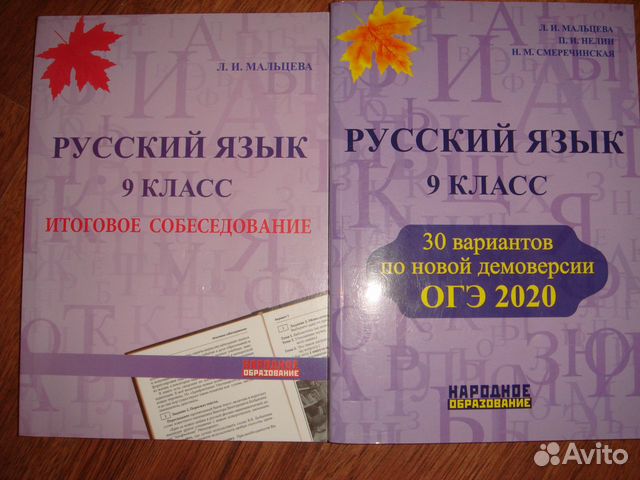 Л. И. МАЛЬЦЕВА
РУССКИЙ ЯЗЫК
9 КЛАСС
ИТОГОВОЕ СОБЕСЕДОВАНИЕ
НАРОДНОЕ
ОБРАЗОВАНИЕ
Л. И. МАЛЬЦЕВА
П. И. НЕЛИН
Н. М. СМЕРЕЧИНСКАЯ
РУССКИЙ ЯЗЫК
9 КЛАСС
30 вариантов
по новой демоверсии
ОГЭ 2020
НАРОДНОЕ
ОБРАЗОВАНИЕ
Avito